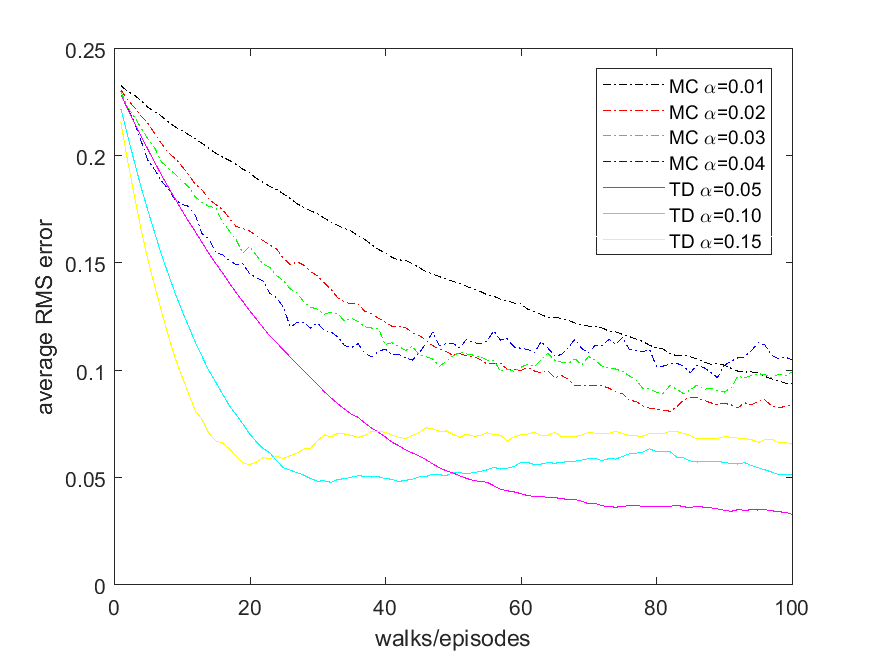 0.25
0.2
0.15
0.1
0.05
0
average RMS error
MC α=0.01
MC α=0.02
MC α=0.03
MC α=0.04
TD α=0.05
TD α=0.10
TD α=0.15
0 20 40 60 80 100
walks/episodes